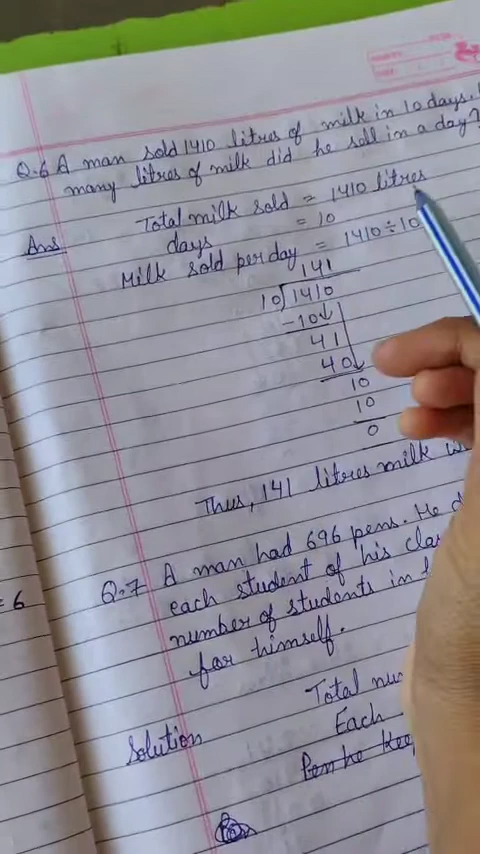 Q.6 A man sold 1410 litres of milk in 10 days.
many litres of milk did he sell in a day?
Ans Total milk sold = 1410 litres
days = 10
Milk sold per day = 1410 ÷ 10
141
10 1410
-10
41
40
10
10
0
Thus, 141 litres milk
Q.7 A man had 696 pens. He
= 6 each student of his
number of students in
for himself.
Solution Total
Each
Pen he